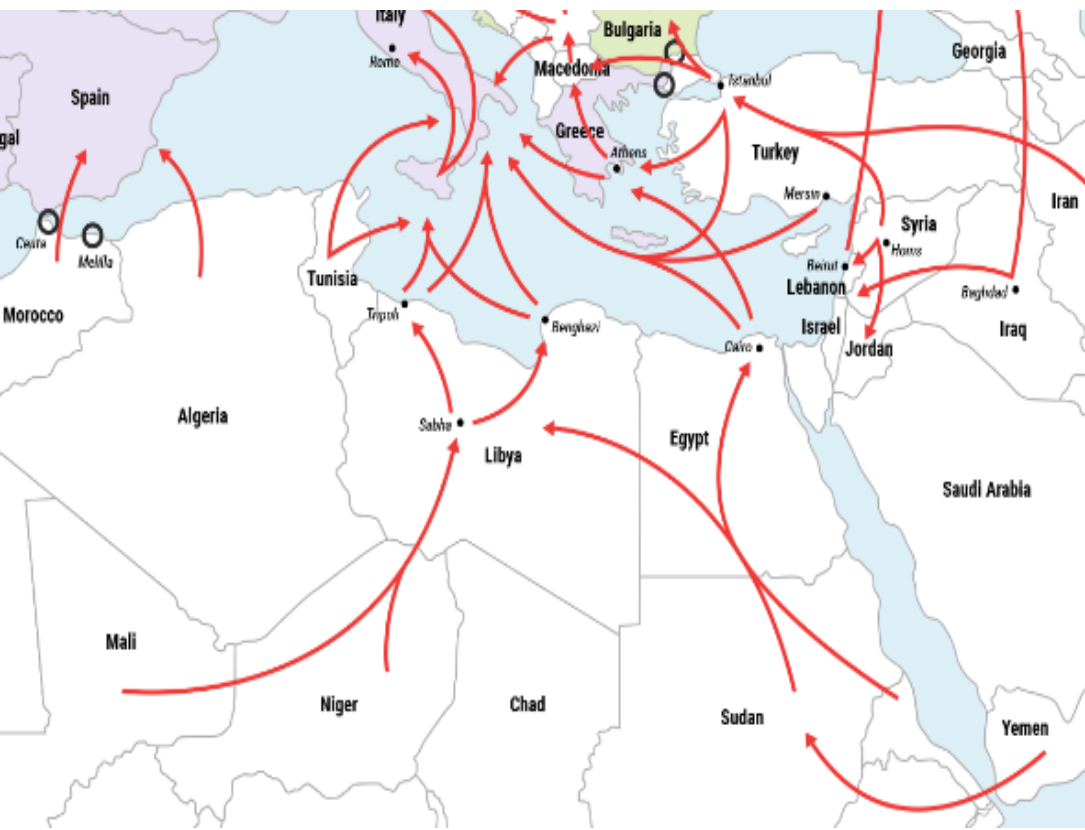 Italy
Bulgaria
Rome
Georgia
Macedonia
Istanbul
Spain
gal
Greece
Athens
Turkey
Mersin
Iran
Ceuta
Melilla
Syria
Homs
Beirut
Tunisia
Lebanon
Baghdad
Morocco
Tripoli
Benghazi
Israel
Iraq
Cairo
Jordan
Algeria
Sabha
Egypt
Libya
Saudi Arabia
Mali
Niger
Chad
Sudan
Yemen